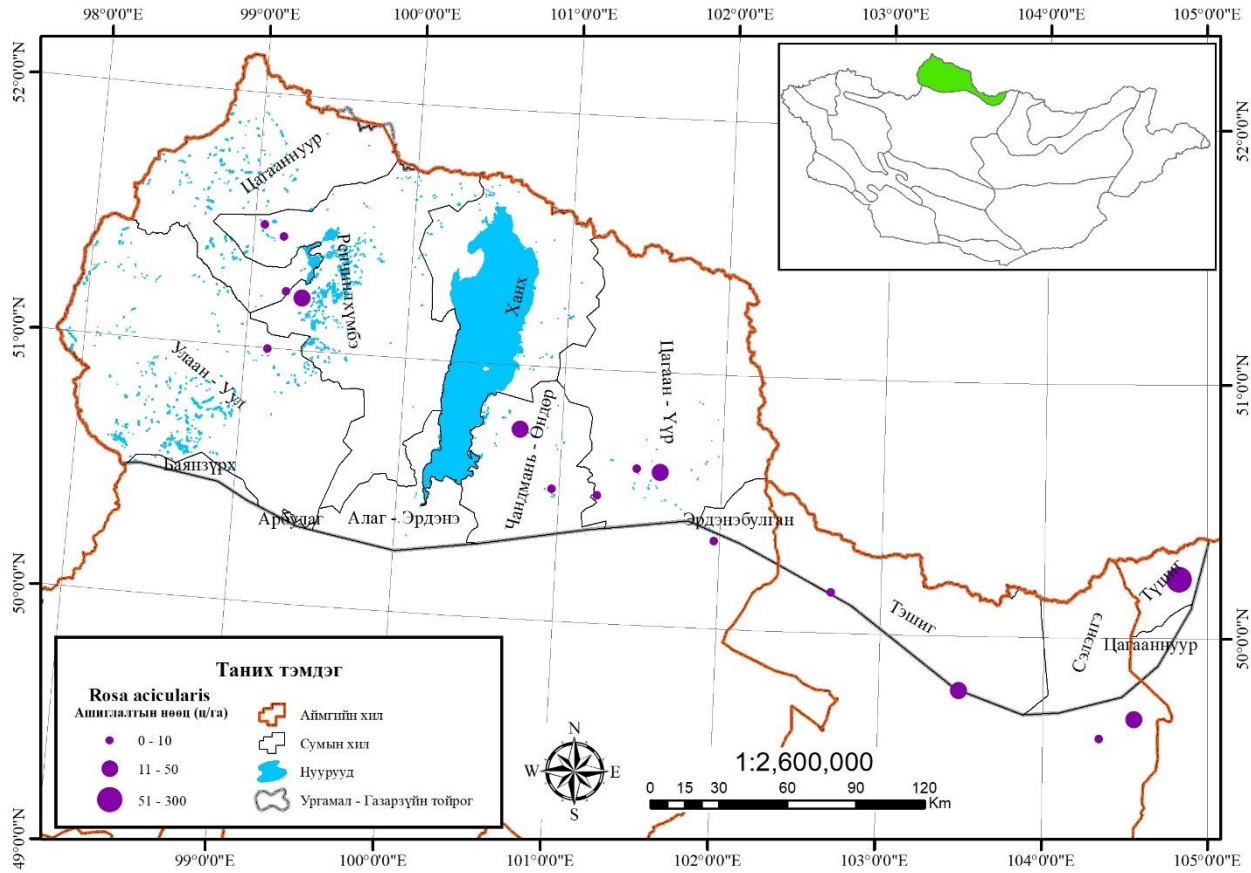 98°0'0"E 99°0'0"E 100°0'0"E 101°0'0"E 102°0'0"E 103°0'0"E 104°0'0"E 105°0'0"E
52°0'0"N
52°0'0"N
Цагааннуур
Ренчинлхүмбэ
Ханх
51°0'0"N
Улаан - Уул
Цагаан - Үүр
51°0'0"N
Чандмань - Өндөр
Баянзүрх
Арбулаг
Алаг - Эрдэнэ
Эрдэнэбулган
50°0'0"N
Тэшиг
Сэлэнгэ
Түшиг
Цагааннуур
50°0'0"N
Таних тэмдэг
Rosa acicularis
Ашиглалтын нөөц (ц/га)
0 - 10
11 - 50
51 - 300
Аймгийн хил
Сумын хил
Нуурууд
Ургамал - Газарзүйн тойрог
N
W E
S
1:2,600,000
0 15 30 60 90 120
Km
49°0'0"N
49°0'0"N
99°0'0"E 100°0'0"E 101°0'0"E 102°0'0"E 103°0'0"E 104°0'0"E 105°0'0"E